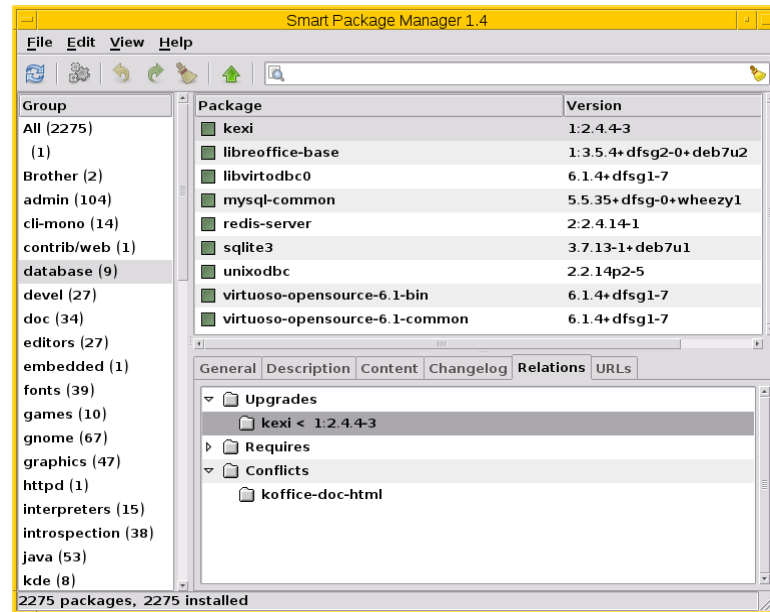 Smart Package Manager 1.4
File Edit View Help
Group
All (2275)
(1)
Brother (2)
admin (104)
cli-mono (14)
contrib/web (1)
database (9)
devel (27)
doc (34)
editors (27)
embedded (1)
fonts (39)
games (10)
gnome (67)
graphics (47)
httpd (1)
interpreters (15)
introspection (38)
java (53)
kde (8)
Package Version
kexi 1:2.4.4-3
libreoffice-base 1:3.5.4+dfsg2-0+deb7u2
libvirtodbc0 6.1.4+dfsg1-7
mysql-common 5.5.35+dfsg-0+wheezy1
redis-server 2:2.4.14-1
sqlite3 3.7.13-1+deb7u1
unixodbc 2.2.14p2-5
virtuoso-opensource-6.1-bin 6.1.4+dfsg1-7
virtuoso-opensource-6.1-common 6.1.4+dfsg1-7
General Description Content Changelog Relations URLs
Upgrades
kexi < 1:2.4.4-3
Requires
Conflicts
koffice-doc-html
2275 packages, 2275 installed